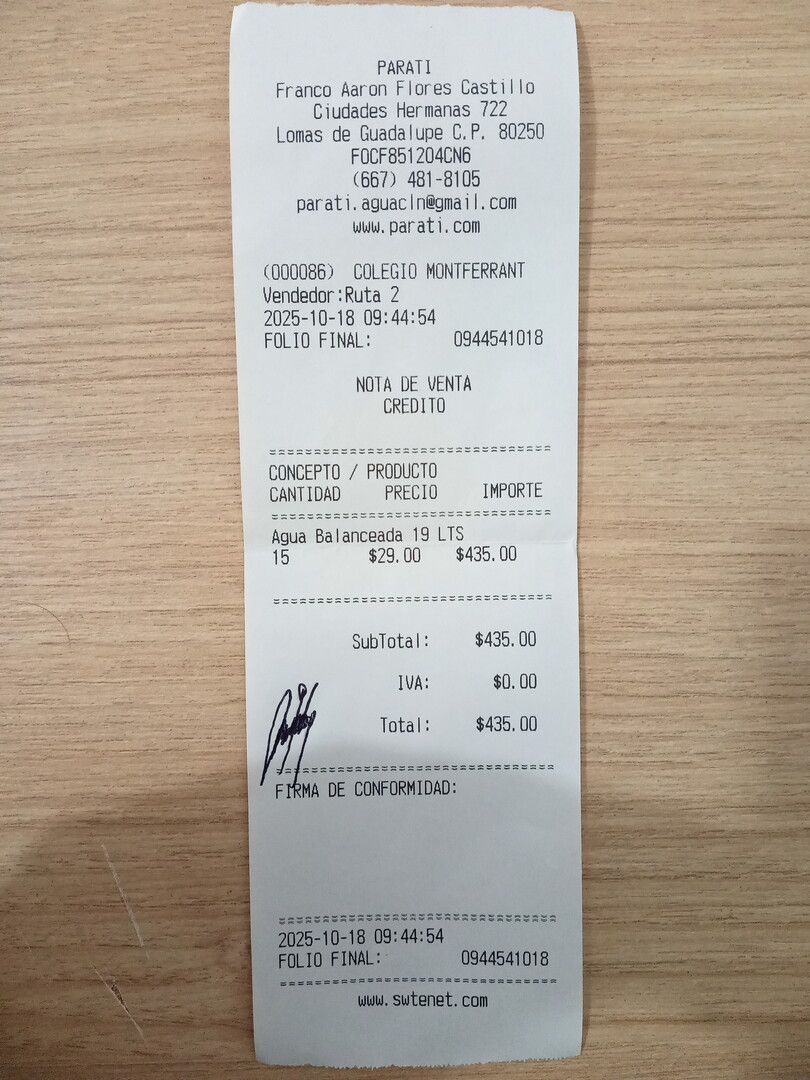 PARATI
Franco Aaron Flores Castillo
Ciudades Hermanas 722
Lomas de Guadalupe C.P. 80250
FOCF851204CN6
(667) 481-8105
parati.aguacln@gmail.com
www.parati.com
(000086) COLEGIO MONTFERRANT
Vendedor:Ruta 2
2025-10-18 09:44:54
FOLIO FINAL: 0944541018
NOTA DE VENTA
CREDITO
CONCEPTO / PRODUCTO
CANTIDAD PRECIO IMPORTE
Agua Balanceada 19 LTS
15 $29.00 $435.00
SubTotal: $435.00
IVA: $0.00
Total: $435.00
FIRMA DE CONFORMIDAD:
2025-10-18 09:44:54
FOLIO FINAL: 0944541018
www.swtenet.com